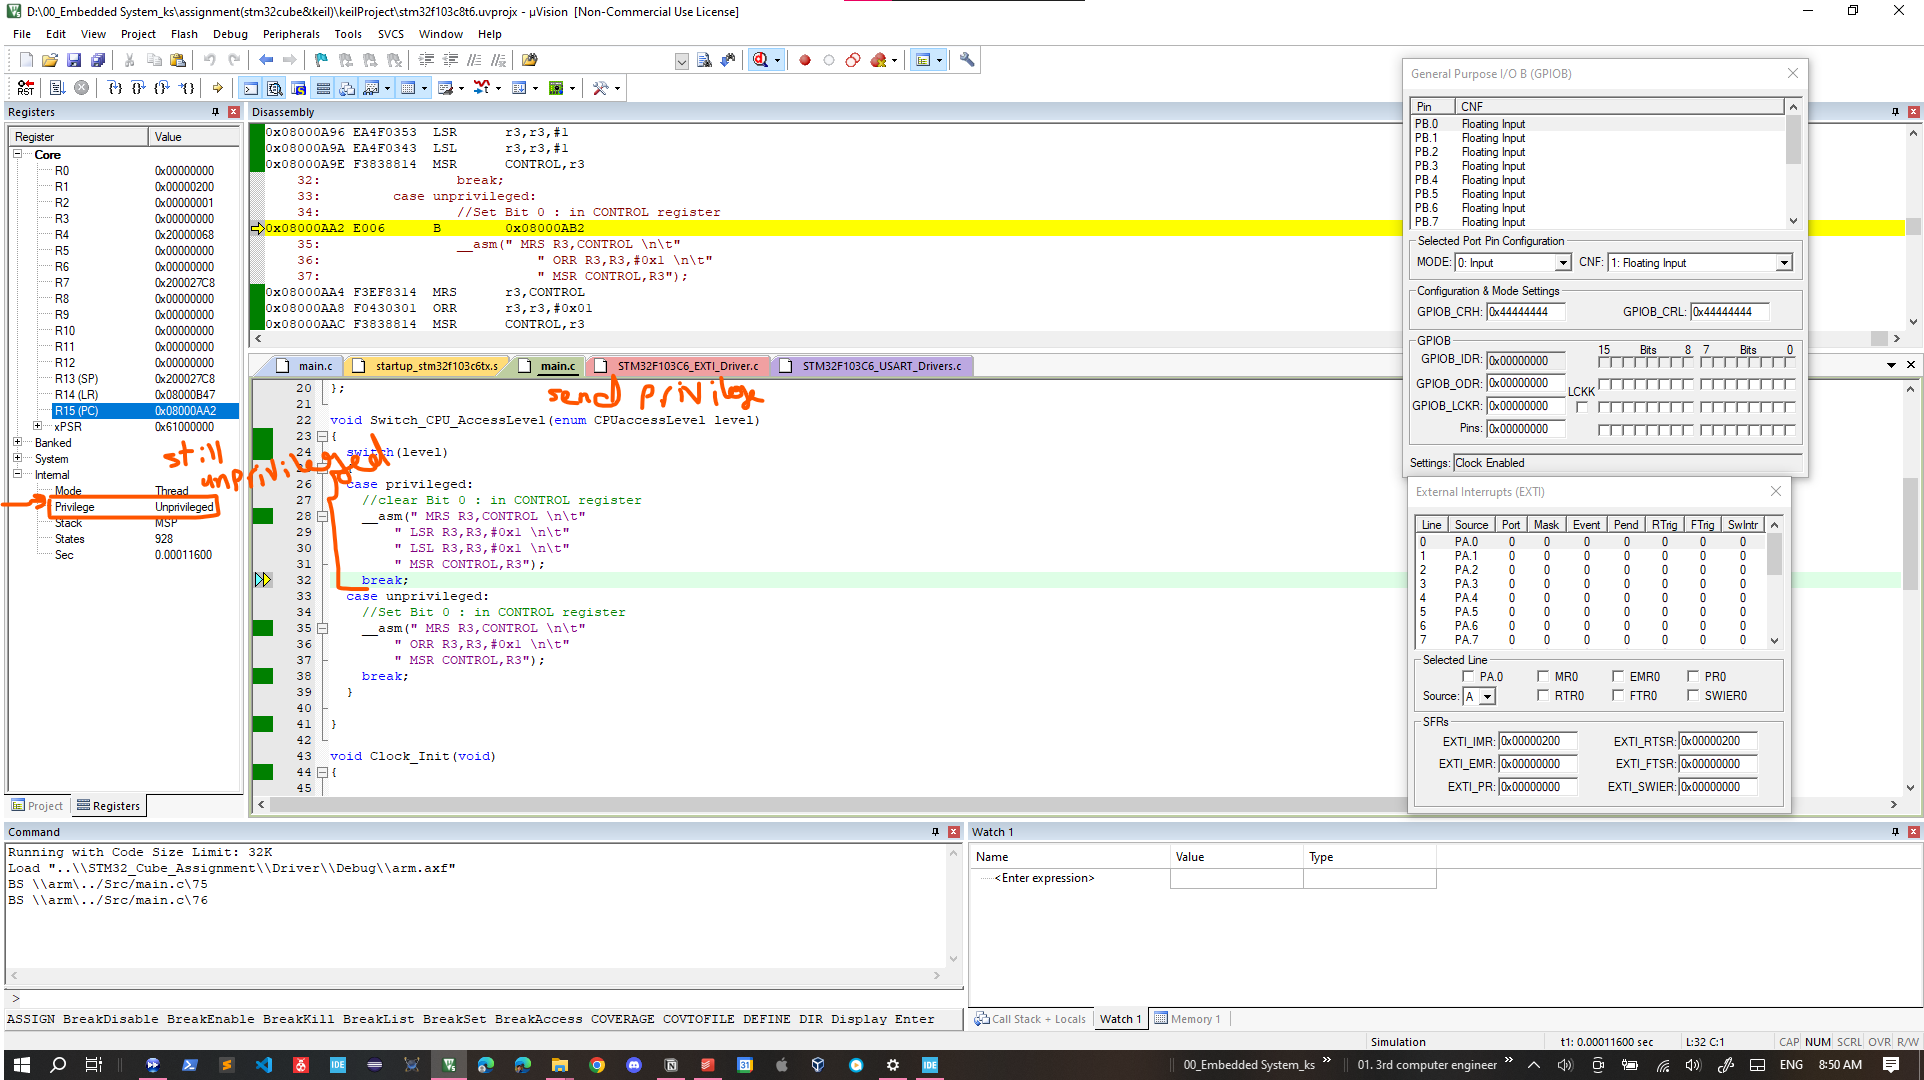 D:\00_Embedded System_ks\assignment(stm32cube&keil)\keilProject\stm32f103c8t6.uvprojx - µVision  [Non-Commercial Use License]
File Edit View Project Flash Debug Peripherals Tools SVCS Window Help
Registers
Register Value
Core
R0 0x00000000
R1 0x00000200
R2 0x00000001
R3 0x00000000
R4 0x20000068
R5 0x00000000
R6 0x00000000
R7 0x200027C8
R8 0x00000000
R9 0x00000000
R10 0x00000000
R11 0x00000000
R12 0x00000000
R13 (SP) 0x200027C8
R14 (LR) 0x08000B47
R15 (PC) 0x08000AA2
xPSR 0x61000000
Banked
System
Internal
Mode Thread
Privilege Unprivileged
Stack MSP
States 928
Sec 0.00011600
still
unprivileged
Project Registers
Disassembly
0x08000A96 EA4F0353 LSR r3,r3,#1
0x08000A9A EA4F0343 LSL r3,r3,#1
0x08000A9E F3838814 MSR CONTROL,r3
32: break;
33: case unprivileged:
34: //Set Bit 0 : in CONTROL register
0x08000AA2 E006 B 0x08000AB2
35: __asm(" MRS R3,CONTROL \n\t"
36: " ORR R3,R3,#0x1 \n\t"
37: " MSR CONTROL,R3");
0x08000AA4 F3EF8314 MRS r3,CONTROL
0x08000AA8 F0430301 ORR r3,r3,#0x01
0x08000AAC F3838814 MSR CONTROL,r3
main.c startup_stm32f103c6tx.s main.c STM32F103C6_EXTI_Driver.c STM32F103C6_USART_Drivers.c
send privilege
20 };
21
22 void Switch_CPU_AccessLevel(enum CPUaccessLevel level)
23 {
24 switch(level)
26 case privileged:
27 //clear Bit 0 : in CONTROL register
28 __asm(" MRS R3,CONTROL \n\t"
29 " LSR R3,R3,#0x1 \n\t"
30 " LSL R3,R3,#0x1 \n\t"
31 " MSR CONTROL,R3");
32 break;
33 case unprivileged:
34 //Set Bit 0 : in CONTROL register
35 __asm(" MRS R3,CONTROL \n\t"
36 " ORR R3,R3,#0x1 \n\t"
37 " MSR CONTROL,R3");
38 break;
39 }
40
41 }
42
43 void Clock_Init(void)
44 {
45
General Purpose I/O B (GPIOB)
Pin CNF
PB.0 Floating Input
PB.1 Floating Input
PB.2 Floating Input
PB.3 Floating Input
PB.4 Floating Input
PB.5 Floating Input
PB.6 Floating Input
PB.7 Floating Input
Selected Port Pin Configuration
MODE: 0: Input CNF: 1: Floating Input
Configuration & Mode Settings
GPIOB_CRH: 0x44444444 GPIOB_CRL: 0x44444444
GPIOB
15 Bits 8 7 Bits 0
GPIOB_IDR: 0x00000000
GPIOB_ODR: 0x00000000
LCKK
GPIOB_LCKR: 0x00000000
Pins: 0x00000000
Settings: Clock Enabled
External Interrupts (EXTI)
Line Source Port Mask Event Pend RTrig FTrig SwIntr
0 PA.0 0 0 0 0 0 0 0
1 PA.1 0 0 0 0 0 0 0
2 PA.2 0 0 0 0 0 0 0
3 PA.3 0 0 0 0 0 0 0
4 PA.4 0 0 0 0 0 0 0
5 PA.5 0 0 0 0 0 0 0
6 PA.6 0 0 0 0 0 0 0
7 PA.7 0 0 0 0 0 0 0
Selected Line
PA.0 MR0 EMR0 PR0
Source: A RTR0 FTR0 SWIER0
SFRs
EXTI_IMR: 0x00000200 EXTI_RTSR: 0x00000200
EXTI_EMR: 0x00000000 EXTI_FTSR: 0x00000000
EXTI_PR: 0x00000000 EXTI_SWIER: 0x00000000
Command
Running with Code Size Limit: 32K
Load "..\\STM32_Cube_Assignment\\Driver\\Debug\\arm.axf"
BS \\arm\../Src/main.c\75
BS \\arm\../Src/main.c\76
>
ASSIGN BreakDisable BreakEnable BreakKill BreakList BreakSet BreakAccess COVERAGE COVTOFILE DEFINE DIR Display Enter
Watch 1
Name Value Type
<Enter expression>
Call Stack + Locals Watch 1 Memory 1
Simulation t1: 0.00011600 sec L:32 C:1 CAP NUM SCRL OVR R/W
00_Embedded System_ks 01. 3rd computer engineer ENG 8:50 AM